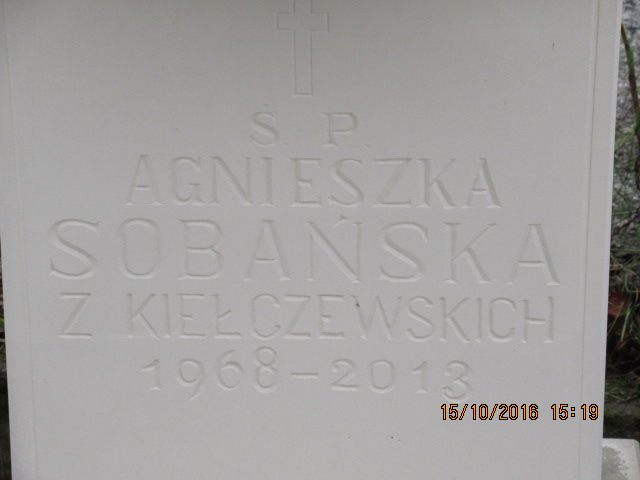 Ś. P.
AGNIESZKA
SOBAŃSKA
Z KIEŁCZEWSKICH
1968-2013
15/10/2016 15:19